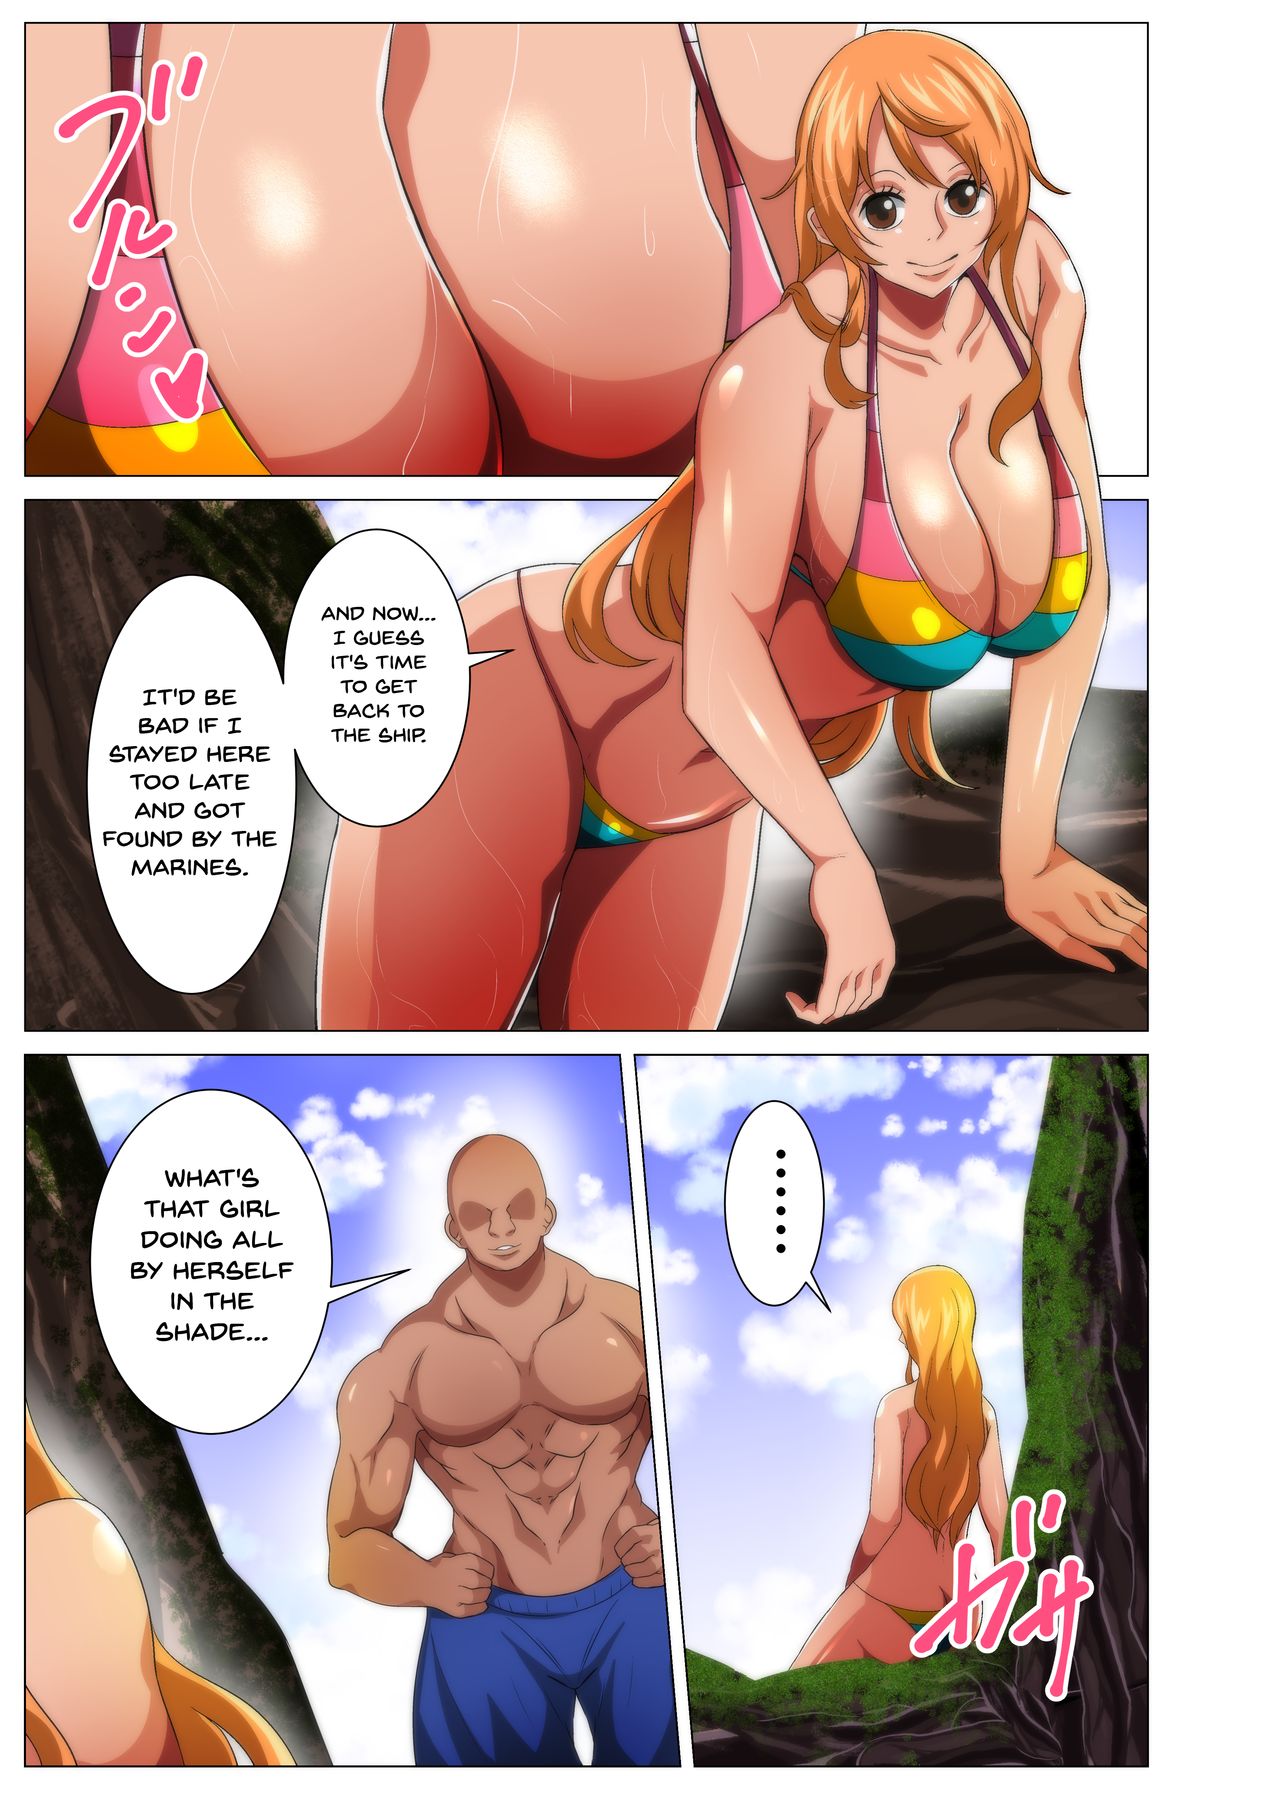 ブルンッ
AND NOW...
I GUESS
IT'S TIME
TO GET
BACK TO
THE SHIP.
IT'D BE
BAD IF I
STAYED HERE
TOO LATE
AND GOT
FOUND BY THE
MARINES.
••••••
ガサ
WHAT'S
THAT GIRL
DOING ALL
BY HERSELF
IN THE
SHADE...